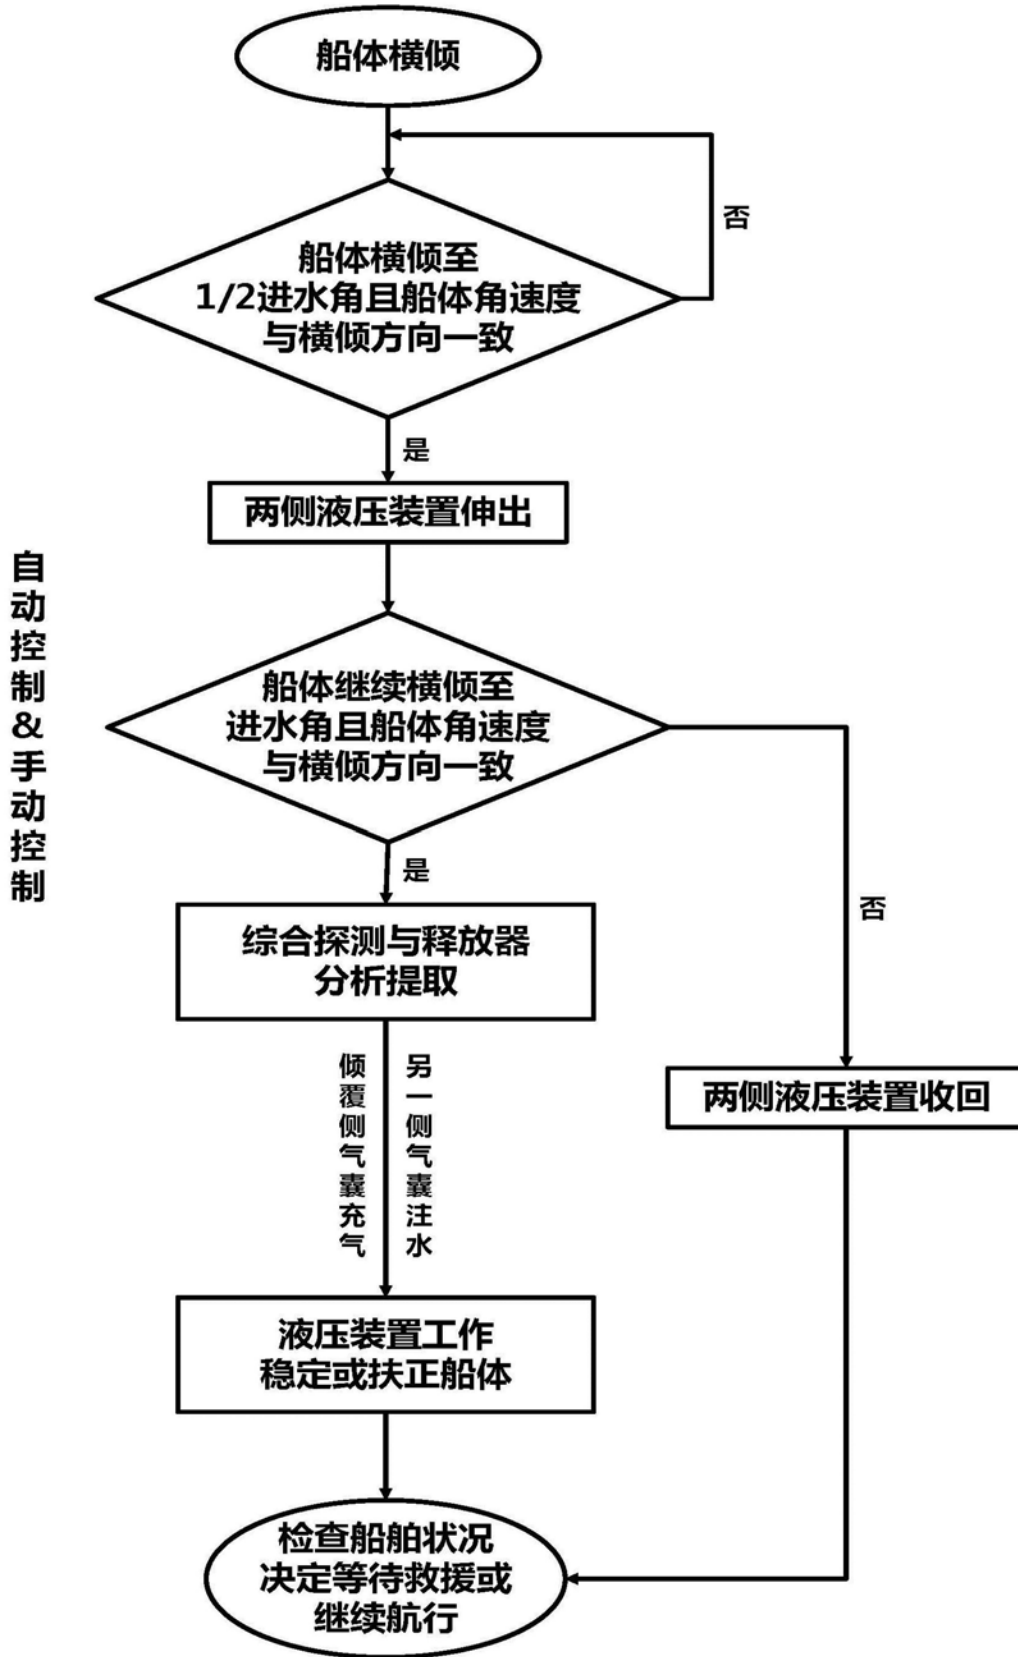 船体横倾
否
船体横倾至
1/2进水角且船体角速度
与横倾方向一致
是
两侧液压装置伸出
自动控制&手动控制
船体继续横倾至
进水角且船体角速度
与横倾方向一致
是
否
综合探测与释放器
分析提取
倾覆侧气囊充气
另一侧气囊注水
两侧液压装置收回
液压装置工作
稳定或扶正船体
检查船舶状况
决定等待救援或
继续航行